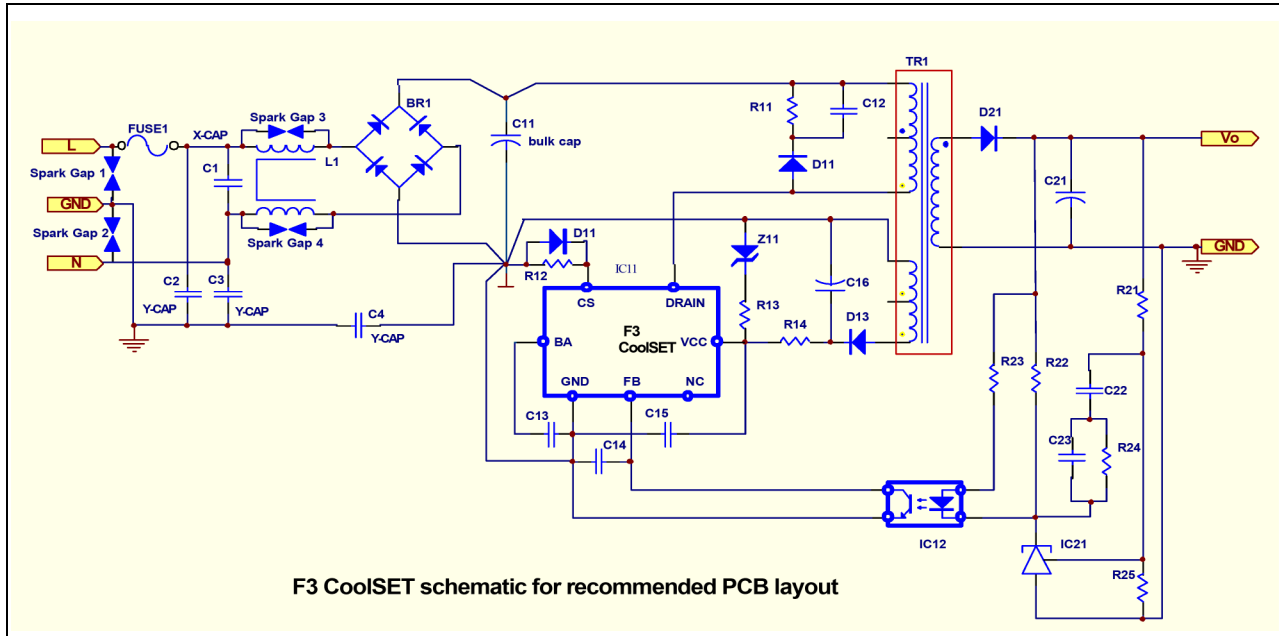 TR1
BR1
R11
C12
D21
Spark Gap 3
FUSE1
X-CAP
C11
bulk cap
L
Vo
C1
L1
D11
Spark Gap 1
C21
GND
Spark Gap 2
Spark Gap 4
D11
Z11
GND
N
R12
IC11
C2
C3
CS
DRAIN
C16
R21
Y-CAP
Y-CAP
R13
C4
F3
CoolSET
R14
D13
Y-CAP
BA
VCC
R23
R22
GND
FB
NC
C22
C13
C15
C14
C23
R24
IC12
IC21
R25
F3 CoolSET schematic for recommended PCB layout